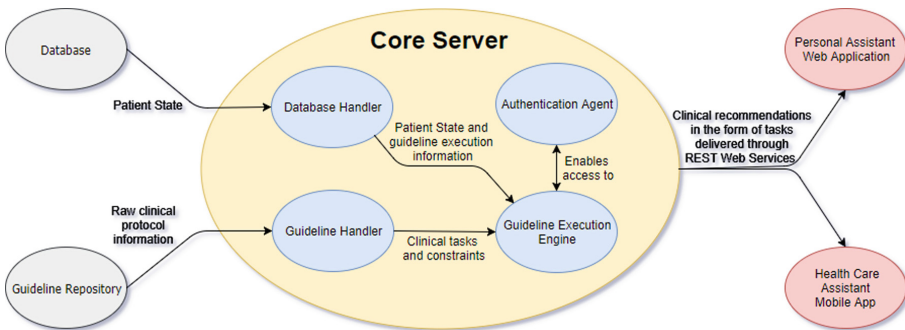 Core Server
Database
Patient State
Database Handler
Authentication Agent
Patient State and
guideline execution
information
Enables
access to
Raw clinical
protocol
information
Guideline Repository
Guideline Handler
Clinical tasks
and constraints
Guideline Execution
Engine
Clinical recommendations
in the form of tasks
delivered through
REST Web Services
Personal Assistant
Web Application
Health Care
Assistant
Mobile App